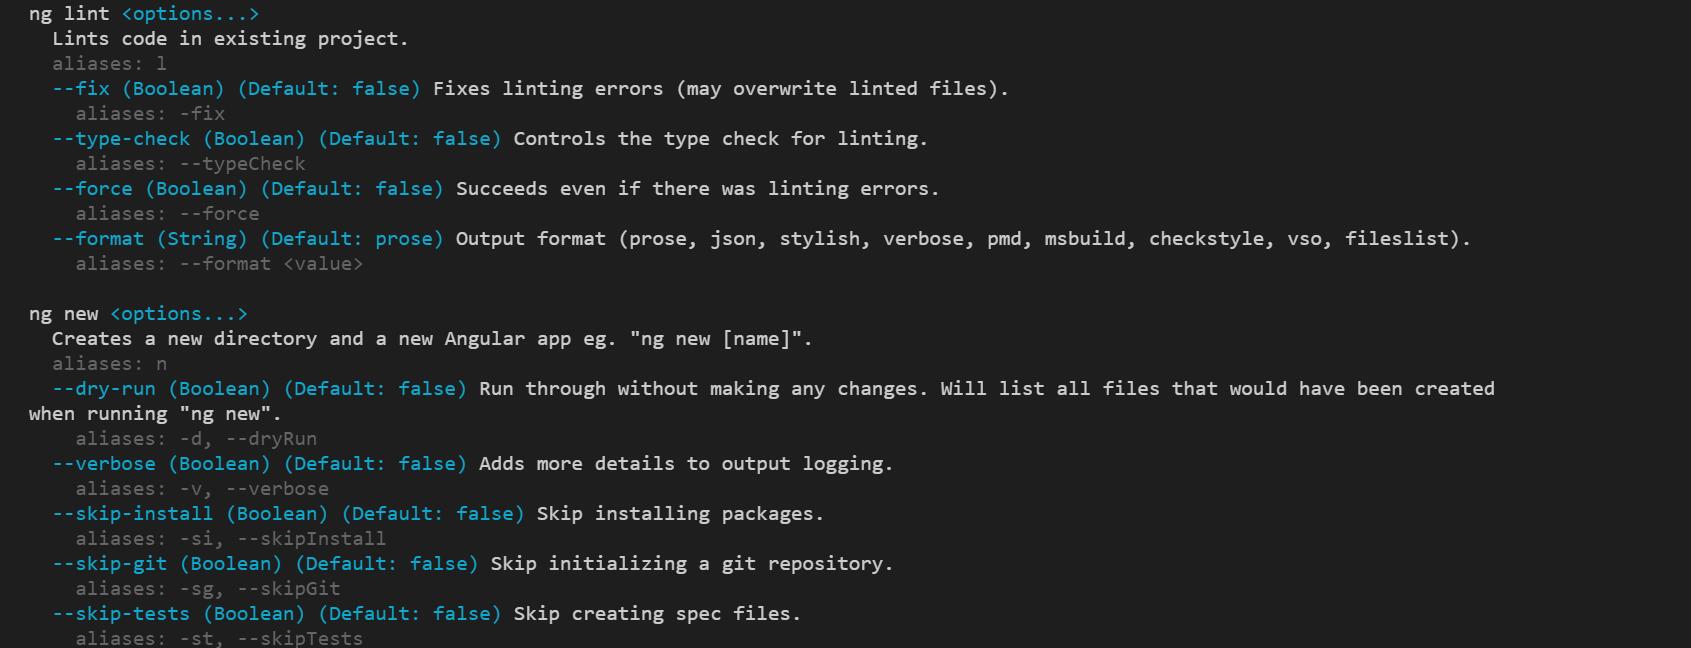 ng lint <options...>
Lints code in existing project.
aliases: l
--fix (Boolean) (Default: false) Fixes linting errors (may overwrite linted files).
aliases: -fix
--type-check (Boolean) (Default: false) Controls the type check for linting.
aliases: --typeCheck
--force (Boolean) (Default: false) Succeeds even if there was linting errors.
aliases: --force
--format (String) (Default: prose) Output format (prose, json, stylish, verbose, pmd, msbuild, checkstyle, vso, fileslist).
aliases: --format <value>
ng new <options...>
Creates a new directory and a new Angular app eg. "ng new [name]".
aliases: n
--dry-run (Boolean) (Default: false) Run through without making any changes. Will list all files that would have been created
when running "ng new".
aliases: -d, --dryRun
--verbose (Boolean) (Default: false) Adds more details to output logging.
aliases: -v, --verbose
--skip-install (Boolean) (Default: false) Skip installing packages.
aliases: -si, --skipInstall
--skip-git (Boolean) (Default: false) Skip initializing a git repository.
aliases: -sg, --skipGit
--skip-tests (Boolean) (Default: false) Skip creating spec files.
aliases: -st, --skipTests